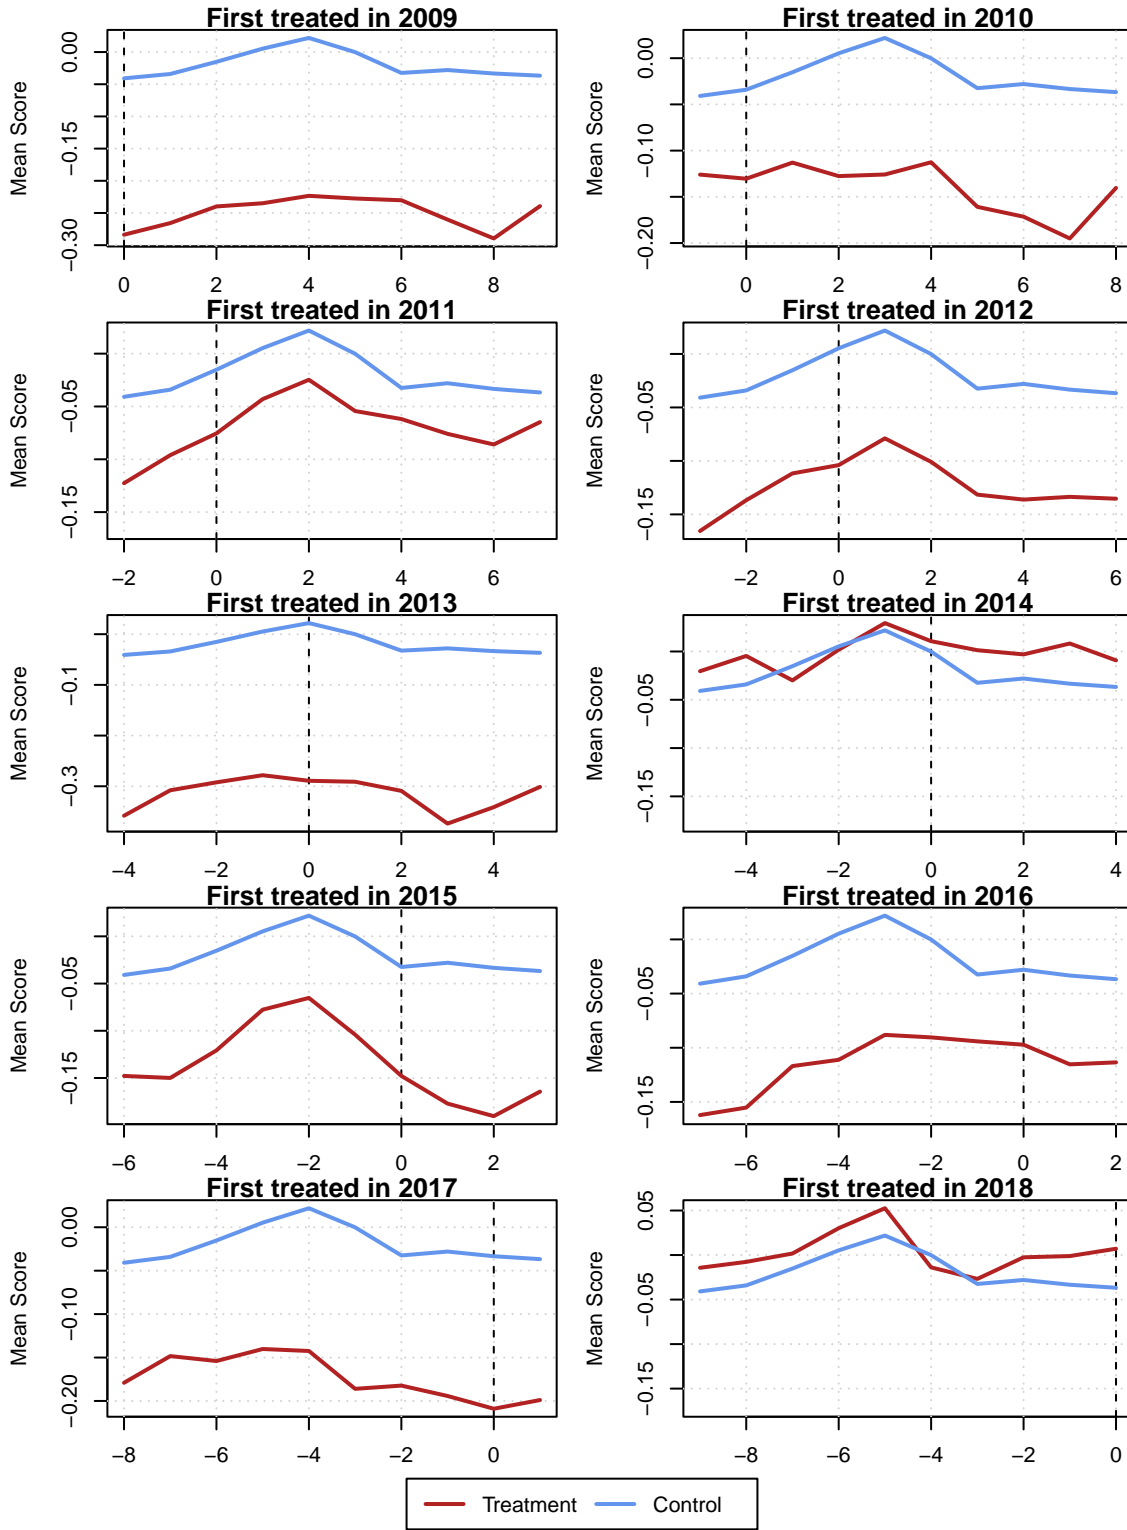 First treated in 2009
Mean Score
0.00
−0.15
−0.30
0 2 4 6 8
First treated in 2010
Mean Score
0.00
−0.10
−0.20
0 2 4 6 8
First treated in 2011
Mean Score
−0.05
−0.15
−2 0 2 4 6
First treated in 2012
Mean Score
−0.05
−0.15
−2 0 2 4 6
First treated in 2013
Mean Score
−0.1
−0.3
−4 −2 0 2 4
First treated in 2014
Mean Score
−0.05
−0.15
−4 −2 0 2 4
First treated in 2015
Mean Score
−0.05
−0.15
−6 −4 −2 0 2
First treated in 2016
Mean Score
−0.05
−0.15
−6 −4 −2 0 2
First treated in 2017
Mean Score
0.00
−0.10
−0.20
−8 −6 −4 −2 0
First treated in 2018
Mean Score
0.05
−0.05
−0.15
−8 −6 −4 −2 0
Treatment Control